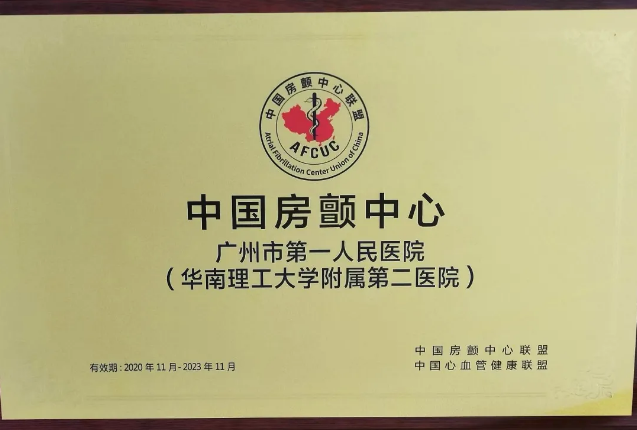 中国房颤中心联盟
AFCUC
Atrial Fibrillation Center Union of China
中国房颤中心
广州市第一人民医院
（华南理工大学附属第二医院）
有效期：2020年11月-2023年11月
中国房颤中心联盟
中国心血管健康联盟